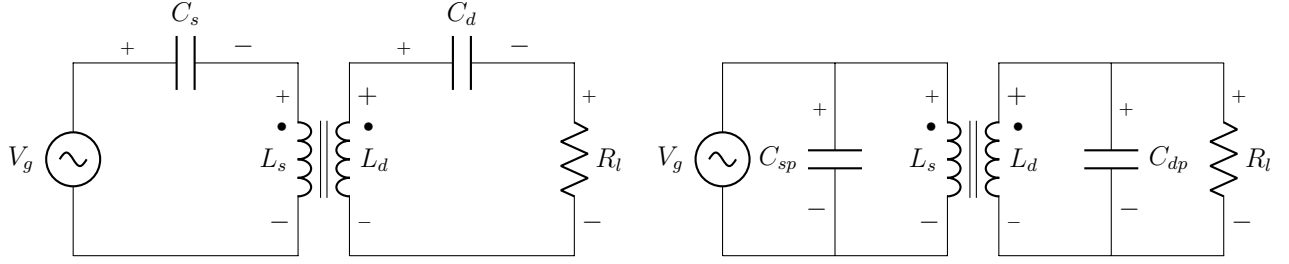 C_s
C_d
+ − + −
+ + +
V_g L_s L_d R_l
− − −
+ + + + +
V_g C_sp L_s L_d C_dp R_l
− − − − −